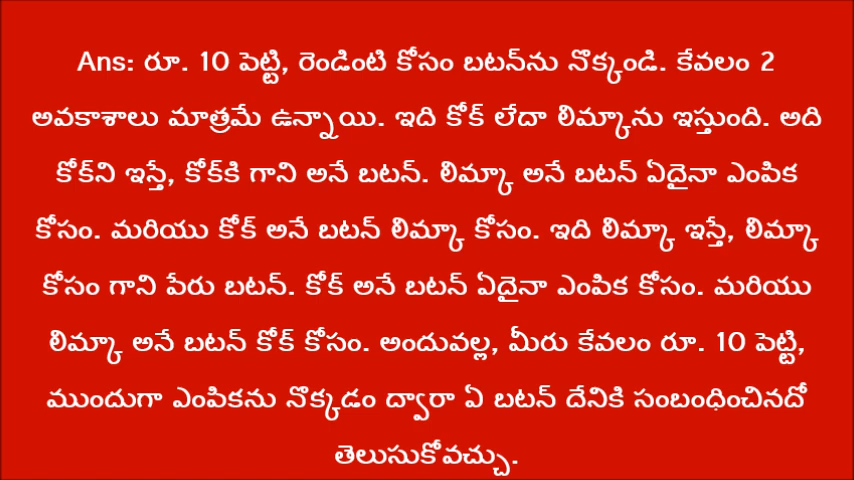 Ans: రూ. 10 పెట్టి, రెండింటి కోసం బటన్‌ను నొక్కండి. కేవలం 2
అవకాశాలు మాత్రమే ఉన్నాయి. ఇది కోక్ లేదా లిమ్కాను ఇస్తుంది. అది
కోక్‌ని ఇస్తే, కోక్‌కి గాని అనే బటన్. లిమ్కా అనే బటన్ ఏదైనా ఎంపిక
కోసం. మరియు కోక్ అనే బటన్ లిమ్కా కోసం. ఇది లిమ్కా ఇస్తే, లిమ్కా
కోసం గాని పేరు బటన్. కోక్ అనే బటన్ ఏదైనా ఎంపిక కోసం. మరియు
లిమ్కా అనే బటన్ కోక్ కోసం. అందువల్ల, మీరు కేవలం రూ. 10 పెట్టి,
ముందుగా ఎంపికను నొక్కడం ద్వారా ఏ బటన్ దేనికి సంబంధించినదో
తెలుసుకోవచ్చు.